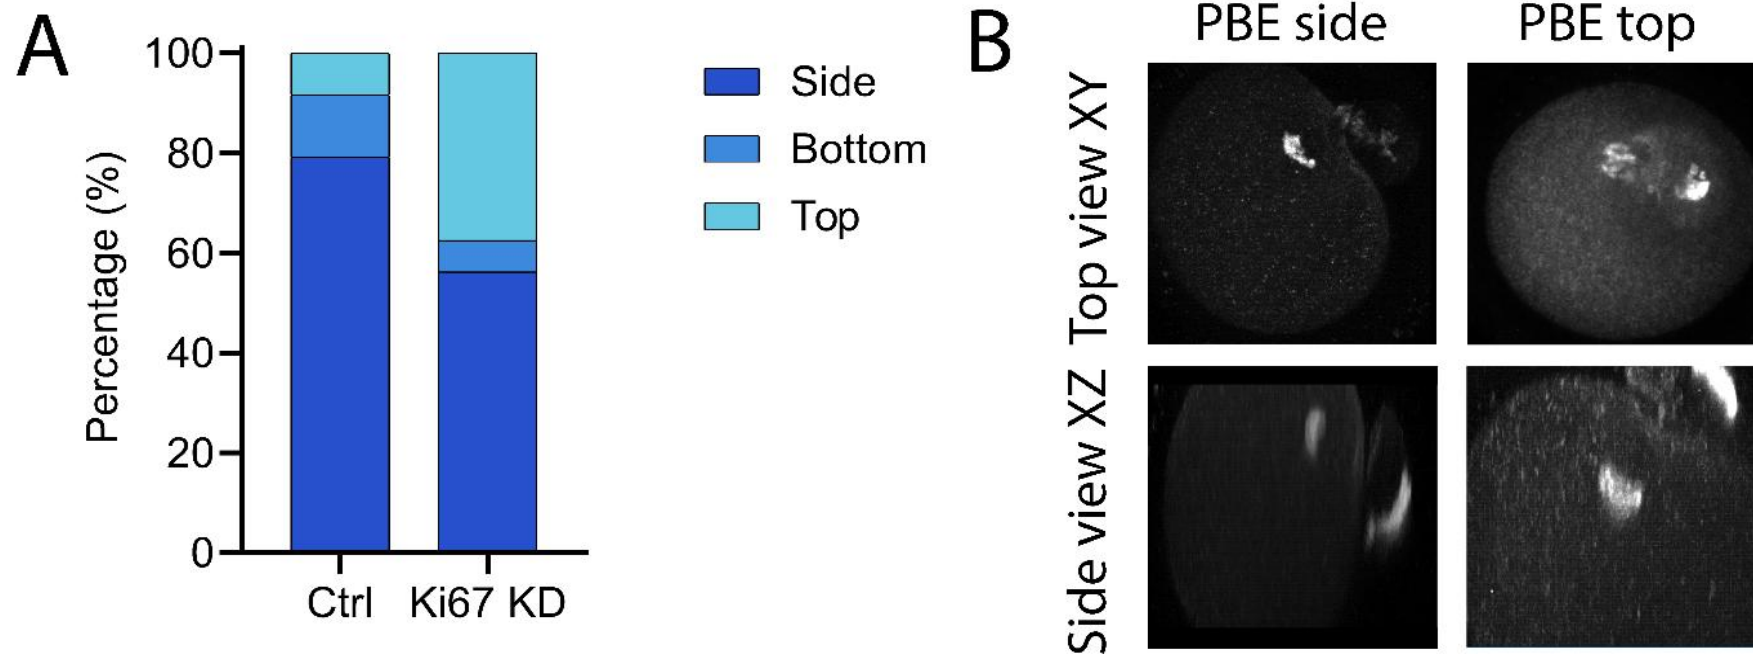 A
100
80
60
40
20
0
Percentage (%)
Ctrl
Ki67 KD
Side
Bottom
Top
B
PBE side
PBE top
Top view XY
Side view XZ